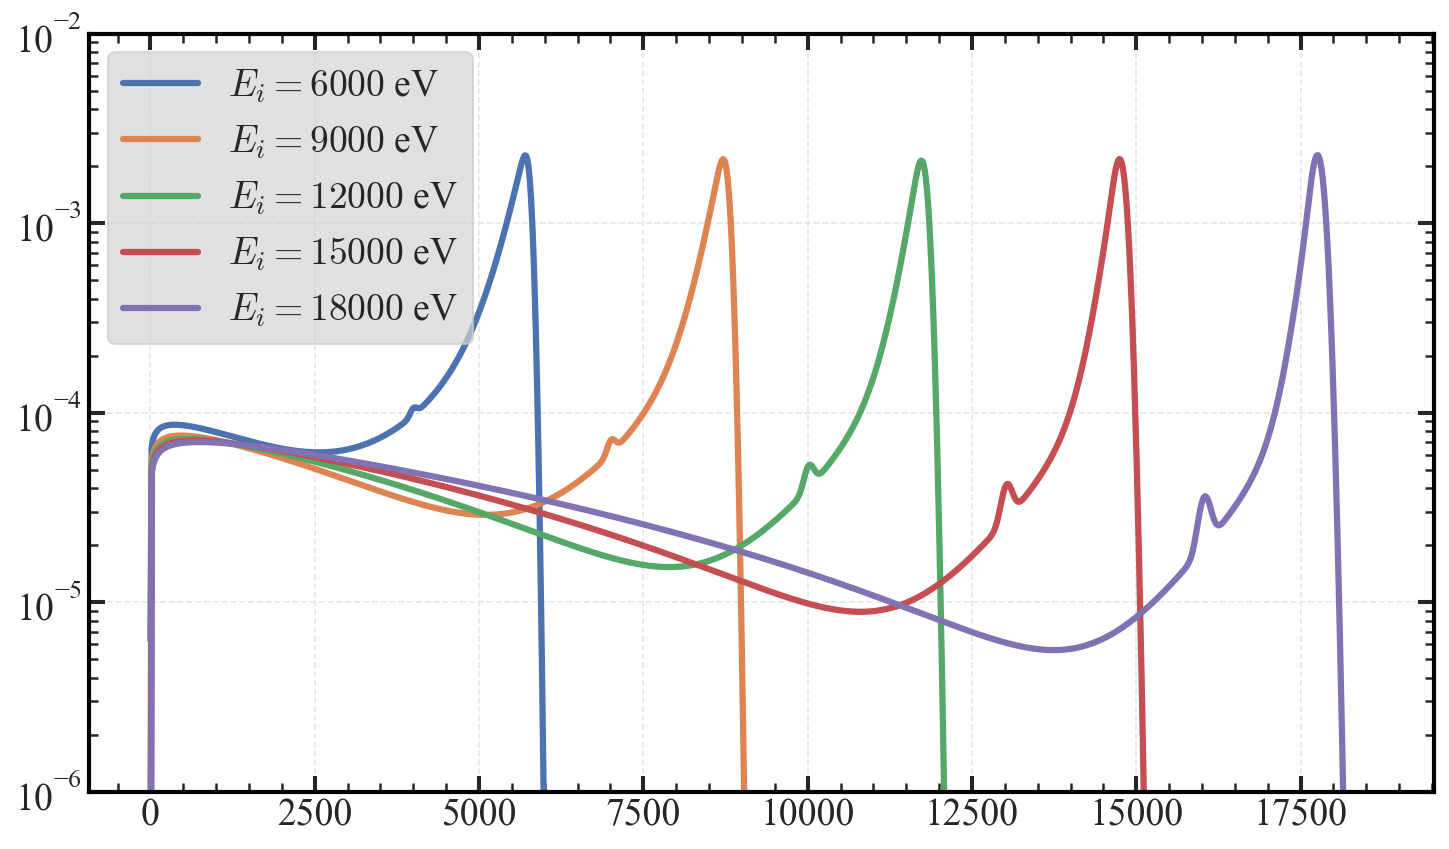 10⁻²
10⁻³
10⁻⁴
10⁻⁵
10⁻⁶
E_i = 6000 eV
E_i = 9000 eV
E_i = 12000 eV
E_i = 15000 eV
E_i = 18000 eV
0 2500 5000 7500 10000 12500 15000 17500